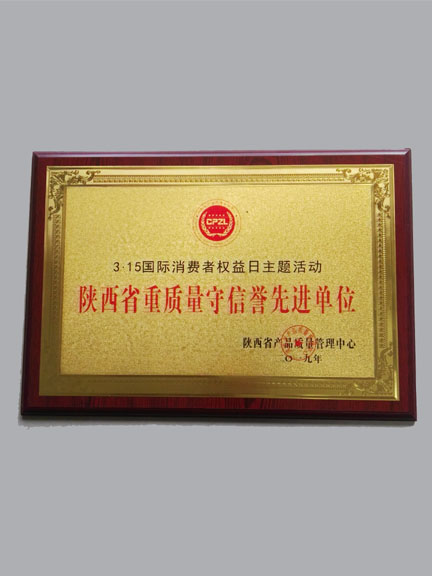 CPZL
3·15国际消费者权益日主题活动
陕西省重质量守信誉先进单位
陕西省产品质量管理中心
〇一九年